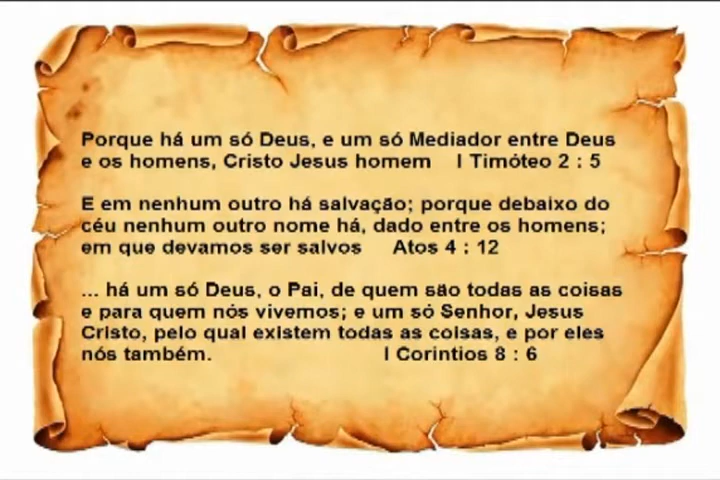 Porque há um só Deus, e um só Mediador entre Deus
e os homens, Cristo Jesus homem I Timóteo 2 : 5
E em nenhum outro há salvação; porque debaixo do
céu nenhum outro nome há, dado entre os homens;
em que devamos ser salvos Atos 4 : 12
... há um só Deus, o Pai, de quem são todas as coisas
e para quem nós vivemos; e um só Senhor, Jesus
Cristo, pelo qual existem todas as coisas, e por eles
nós também. I Corintios 8 : 6